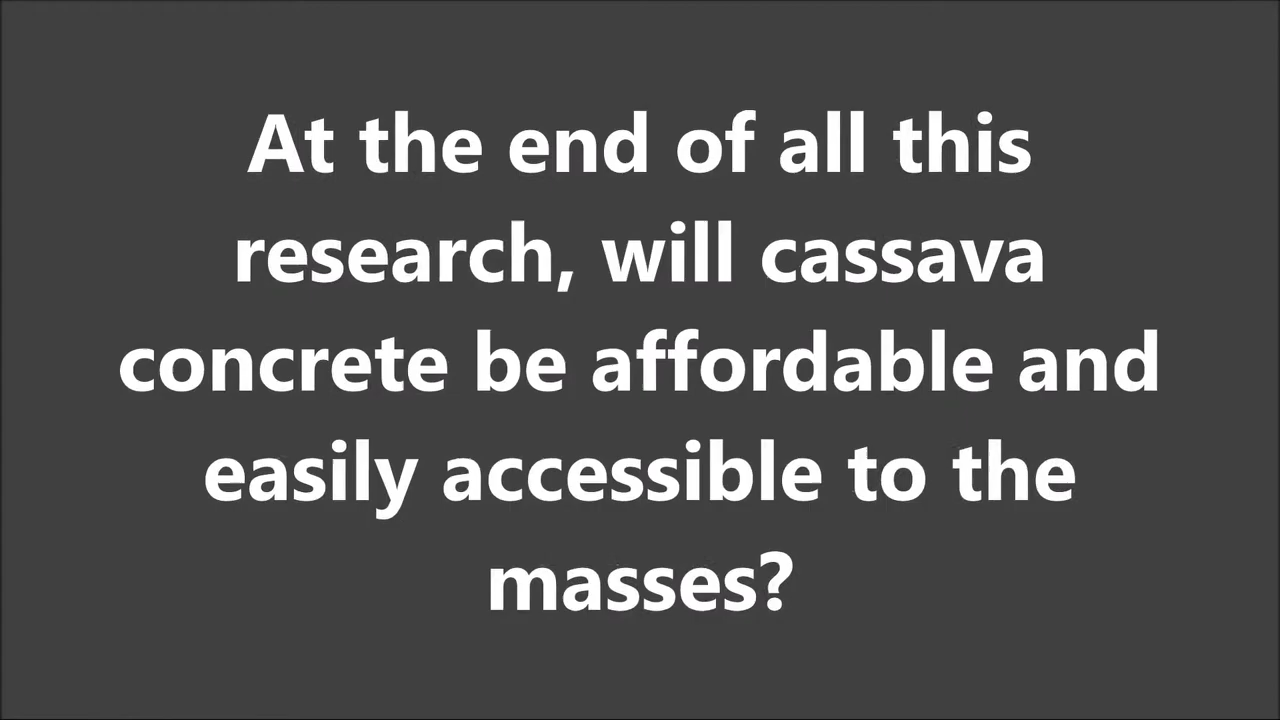 At the end of all this
research, will cassava
concrete be affordable and
easily accessible to the
masses?